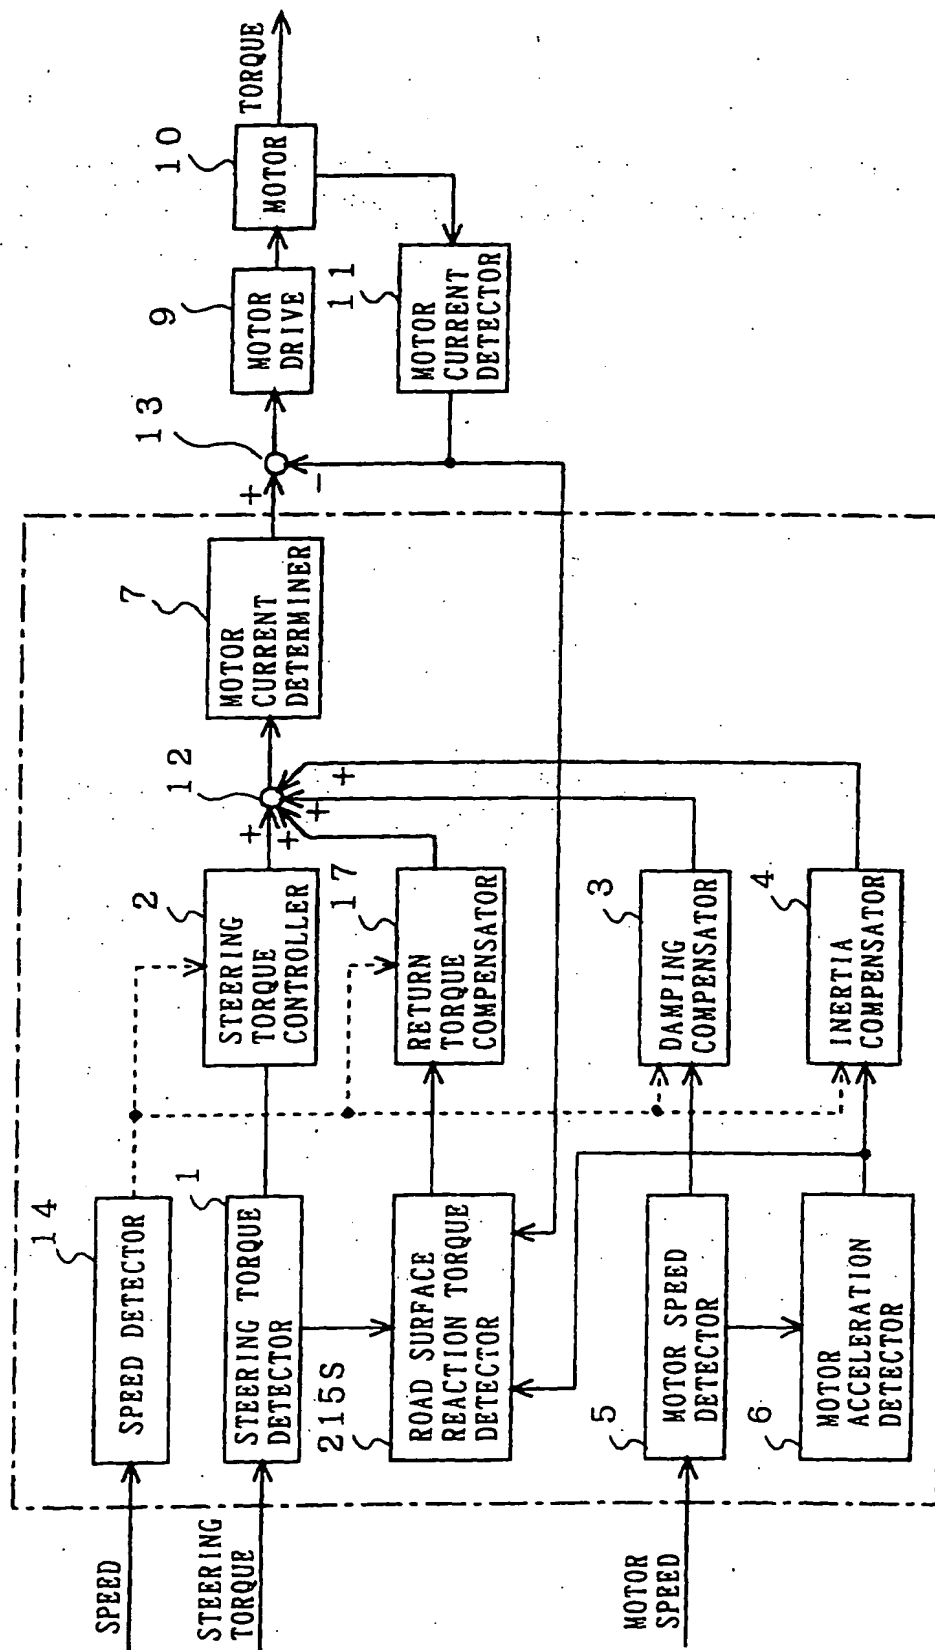 SPEED
14
SPEED DETECTOR
STEERING
TORQUE
1
STEERING TORQUE
DETECTOR
2
STEERING
TORQUE
CONTROLLER
+
+
+
+
12
7
MOTOR
CURRENT
DETERMINER
+
−
13
9
MOTOR
DRIVE
10
MOTOR
TORQUE
11
MOTOR
CURRENT
DETECTOR
215S
ROAD SURFACE
REACTION TORQUE
DETECTOR
17
RETURN
TORQUE
COMPENSATOR
MOTOR
SPEED
5
MOTOR SPEED
DETECTOR
3
DAMPING
COMPENSATOR
6
MOTOR
ACCELERATION
DETECTOR
4
INERTIA
COMPENSATOR